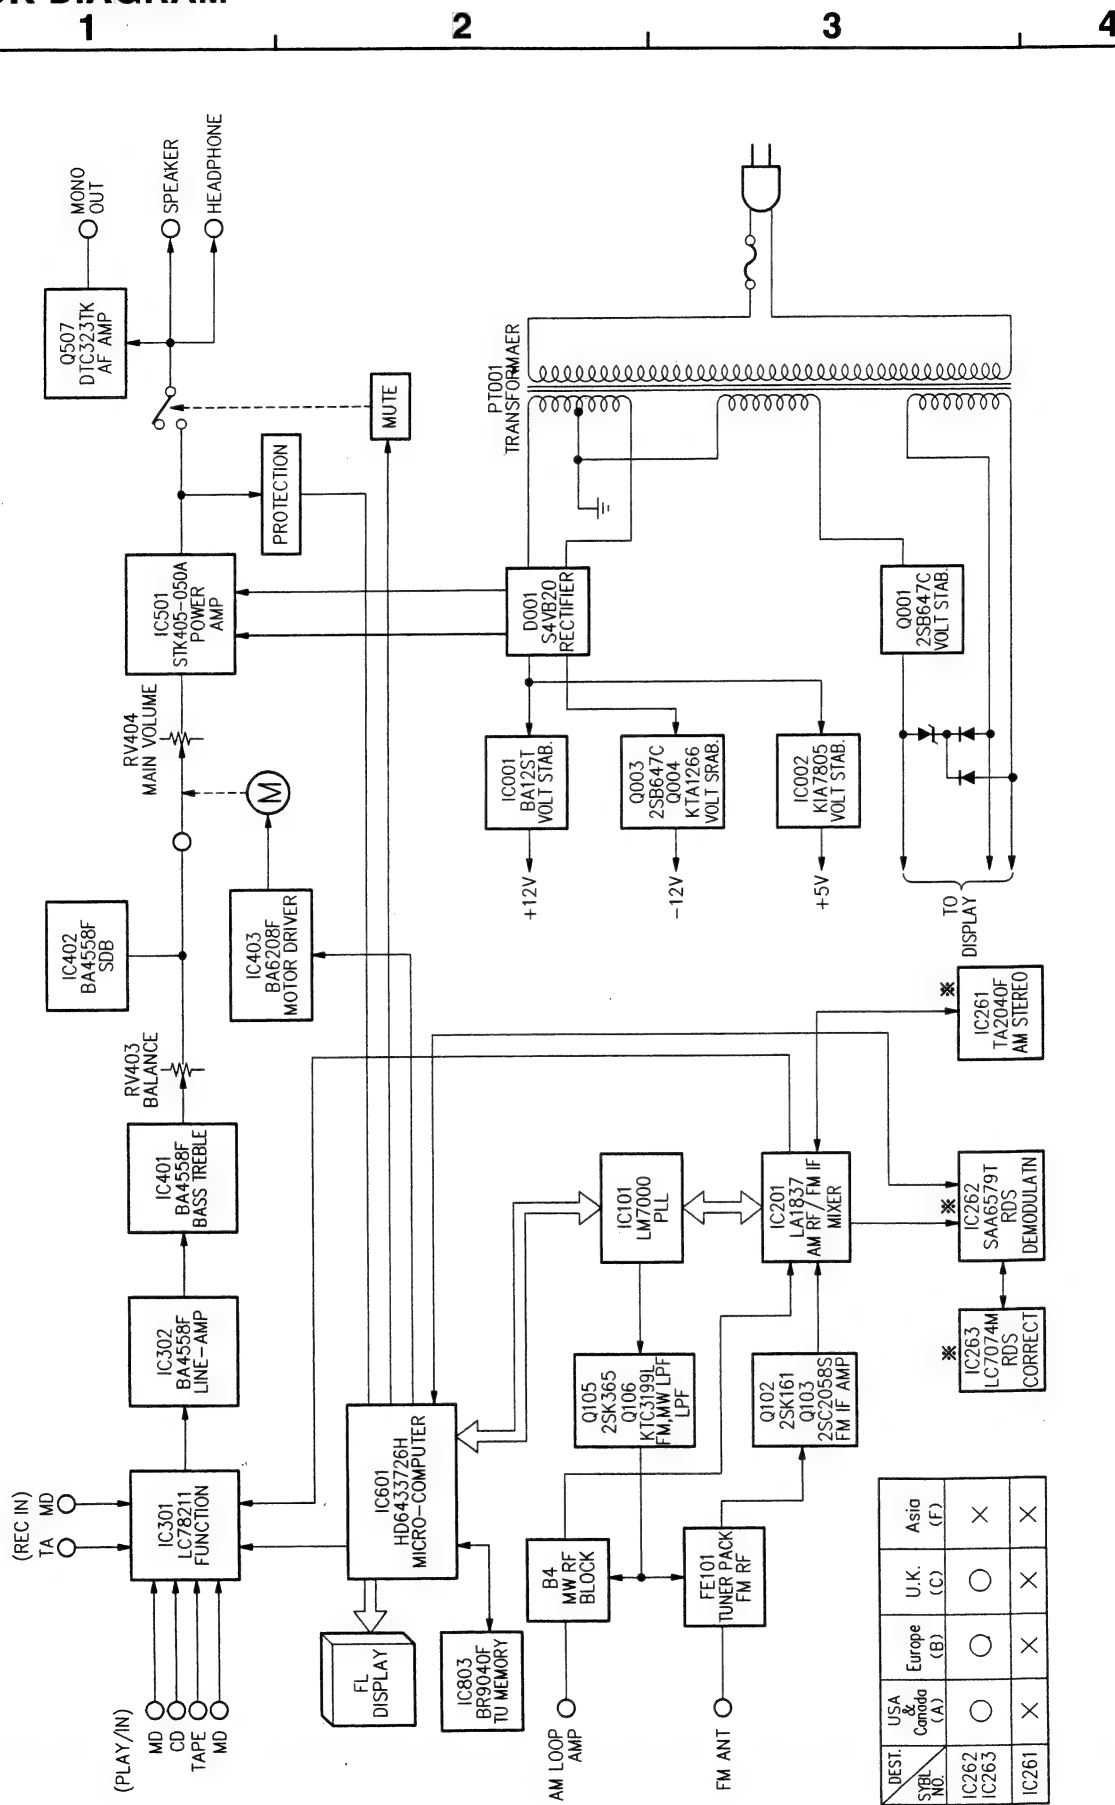 1
2
3
4
MONO
OUT
SPEAKER
HEADPHONE
Q507
DTC323TK
AF AMP
MUTE
PROTECTION
IC501
STK405-050A
POWER
AMP
RV404
MAIN VOLUME
M
IC402
BA4558F
SDB
IC403
BA6208F
MOTOR DRIVER
RV403
BALANCE
IC401
BA4558F
BASS TREBLE
IC302
BA4558F
LINE-AMP
IC301
LC78211
FUNCTION
(REC IN)
TA
MD
(PLAY/IN)
MD
CD
TAPE
MD
IC601
HD6433726H
MICRO-COMPUTER
FL
DISPLAY
IC803
BR9040F
TU MEMORY
PT001
TRANSFORMAER
D001
S4VB20
RECTIFIER
Q001
2SB647C
VOLT STAB.
IC001
BA12ST
VOLT STAB.
+12V
Q003
2SB647C
Q004
KTA1266
VOLT SRAB.
-12V
IC002
KIA7805
VOLT STAB.
+5V
TO
DISPLAY
※
IC261
TA2040F
AM STEREO
IC101
LM7000
PLL
IC201
LA1837
AM RF/FM IF
MIXER
※
IC262
SAA6579T
RDS
DEMODULATN
※
IC263
LC7074M
RDS
CORRECT
Q105
2SK365
Q106
KTC3199L
FM,MW LPF
LPF
Q102
2SK161
Q103
2SC2058S
FM IF AMP
B4
MW RF
BLOCK
FE101
TUNER PACK
FM RF
AM LOOP
AMP
FM ANT
DEST.
SYBL
NO.
USA
&
Canada
(A)
Europe
(B)
U.K.
(C)
Asia
(F)
IC262
IC263
○ ○ ○ ×
IC261
× × × ×